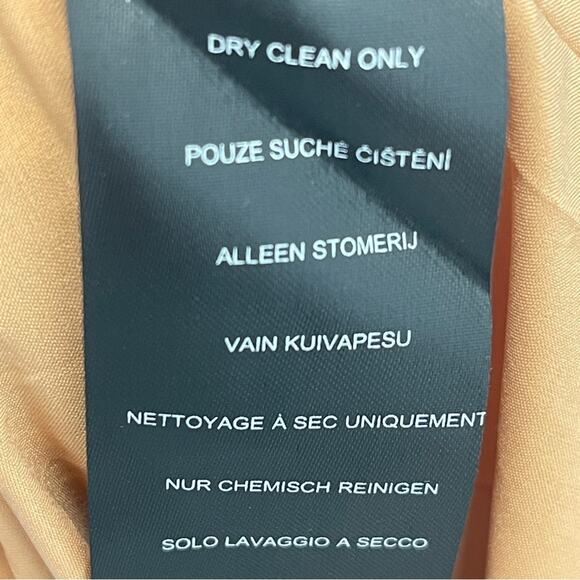 DRY CLEAN ONLY
POUZE SUCHÉ ČIŠTĚNÍ
ALLEEN STOMERIJ
VAIN KUIVAPESU
NETTOYAGE À SEC UNIQUEMENT
NUR CHEMISCH REINIGEN
SOLO LAVAGGIO A SECCO